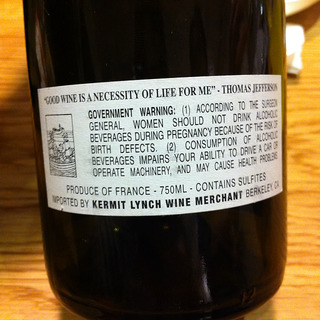 "GOOD WINE IS A NECESSITY OF LIFE FOR ME" - THOMAS JEFFERSON
GOVERNMENT WARNING: (1) ACCORDING TO THE SURGEON
GENERAL, WOMEN SHOULD NOT DRINK ALCOHOLIC
BEVERAGES DURING PREGNANCY BECAUSE OF THE RISK OF
BIRTH DEFECTS. (2) CONSUMPTION OF ALCOHOLIC
BEVERAGES IMPAIRS YOUR ABILITY TO DRIVE A CAR OR
OPERATE MACHINERY, AND MAY CAUSE HEALTH PROBLEMS.
PRODUCE OF FRANCE - 750ML - CONTAINS SULFITES
IMPORTED BY KERMIT LYNCH WINE MERCHANT BERKELEY, CA